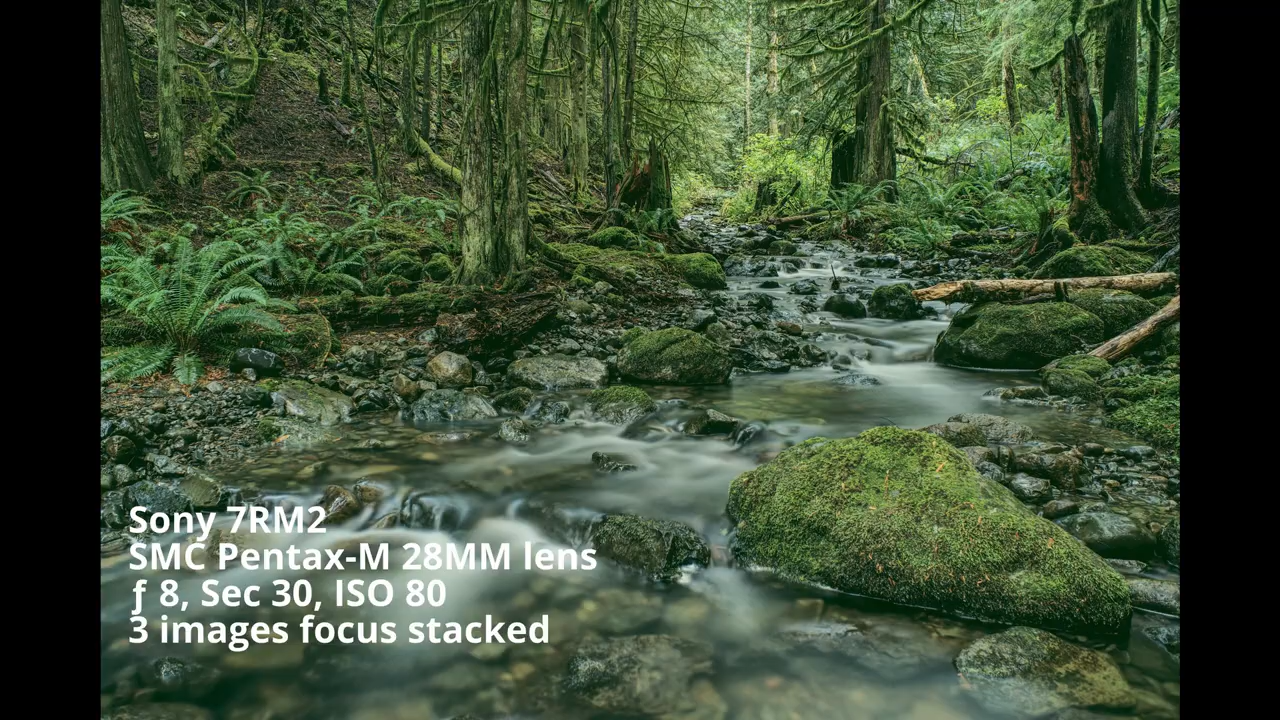 Sony 7RM2
SMC Pentax-M 28MM lens
ƒ 8, Sec 30, ISO 80
3 images focus stacked